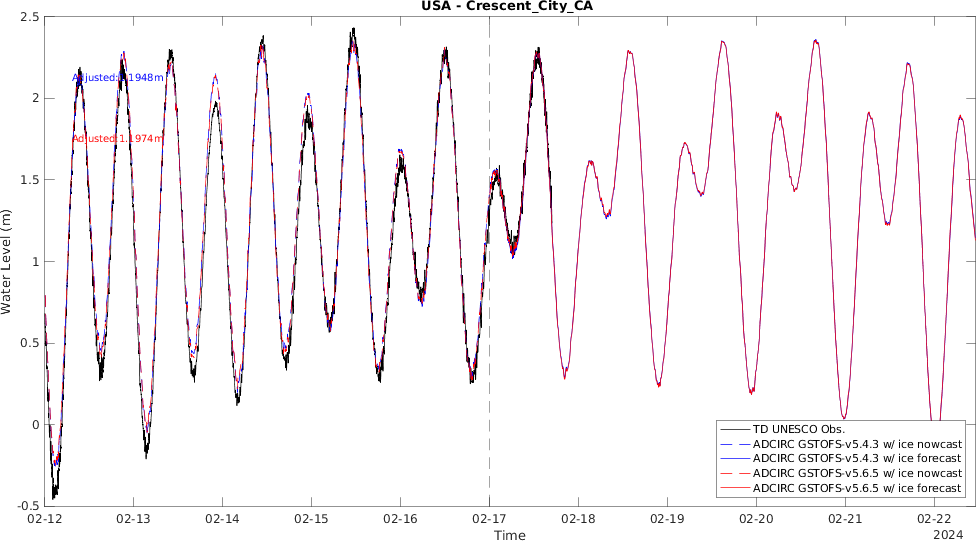 USA - Crescent_City_CA
2.5
2
1.5
1
0.5
0
-0.5
Water Level (m)
Adjusted:1.1948m
Adjusted:1.1974m
TD UNESCO Obs.
ADCIRC GSTOFS-v5.4.3 w/ ice nowcast
ADCIRC GSTOFS-v5.4.3 w/ ice forecast
ADCIRC GSTOFS-v5.6.5 w/ ice nowcast
ADCIRC GSTOFS-v5.6.5 w/ ice forecast
02-12 02-13 02-14 02-15 02-16 02-17 02-18 02-19 02-20 02-21 02-22
Time 2024